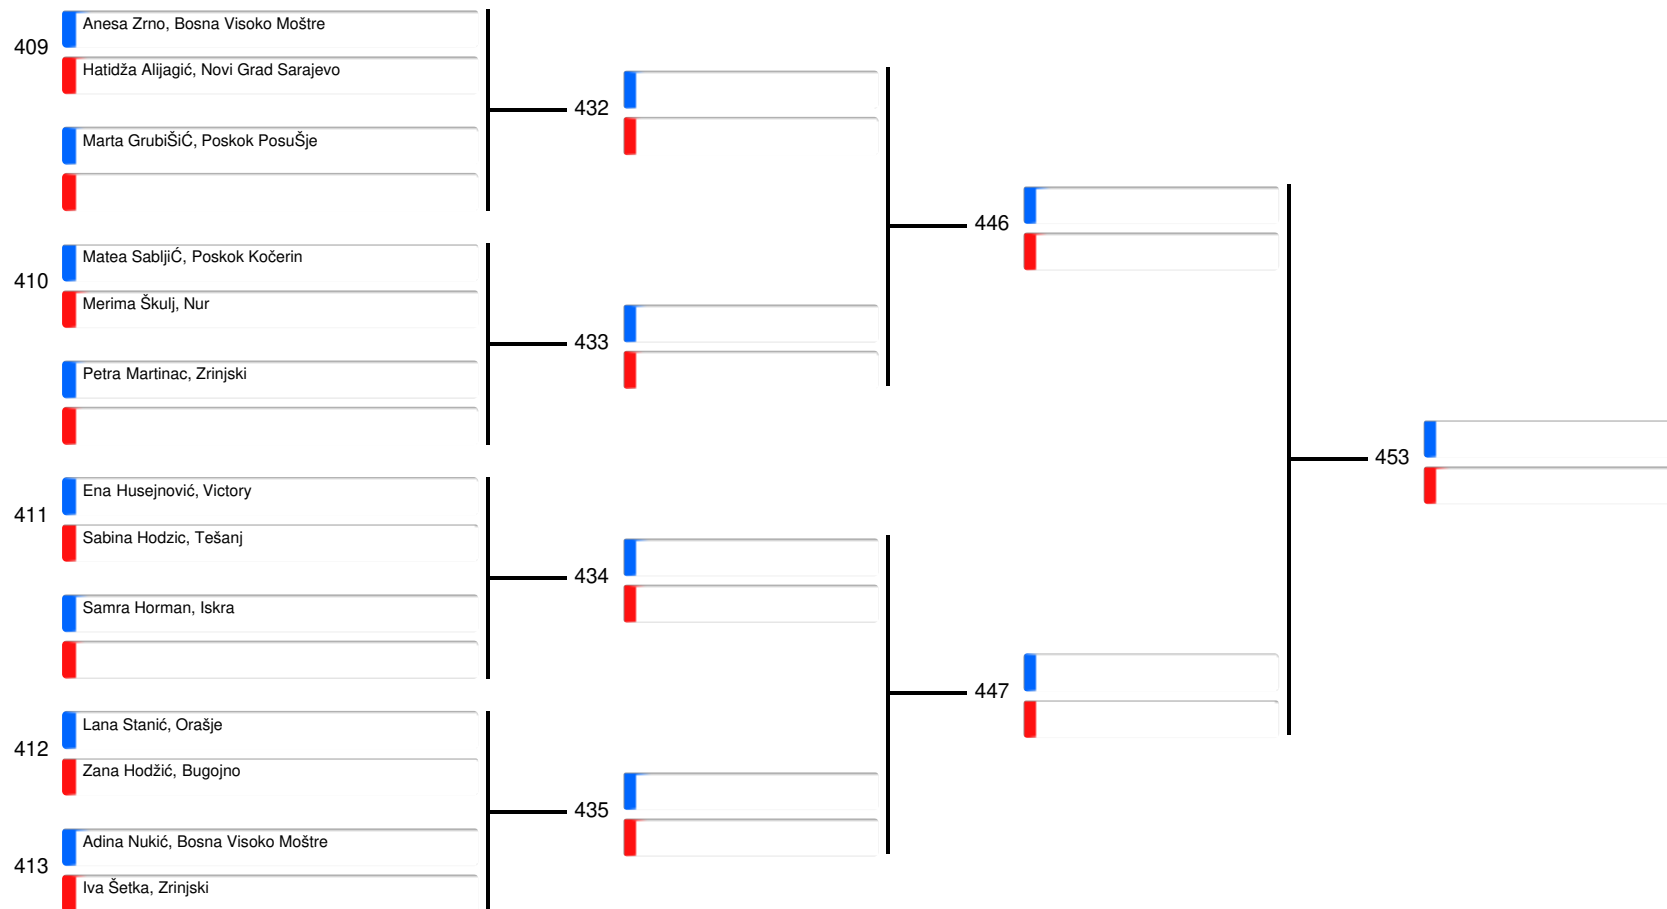 409
Anesa Zrno, Bosna Visoko Moštre
Hatidža Alijagić, Novi Grad Sarajevo
432
Marta GrubiŠiĆ, Poskok PosuŠje
446
410
Matea SabljiĆ, Poskok Kočerin
Merima Škulj, Nur
433
Petra Martinac, Zrinjski
453
411
Ena Husejnović, Victory
Sabina Hodzic, Tešanj
434
Samra Horman, Iskra
447
412
Lana Stanić, Orašje
Zana Hodžić, Bugojno
435
413
Adina Nukić, Bosna Visoko Moštre
Iva Šetka, Zrinjski